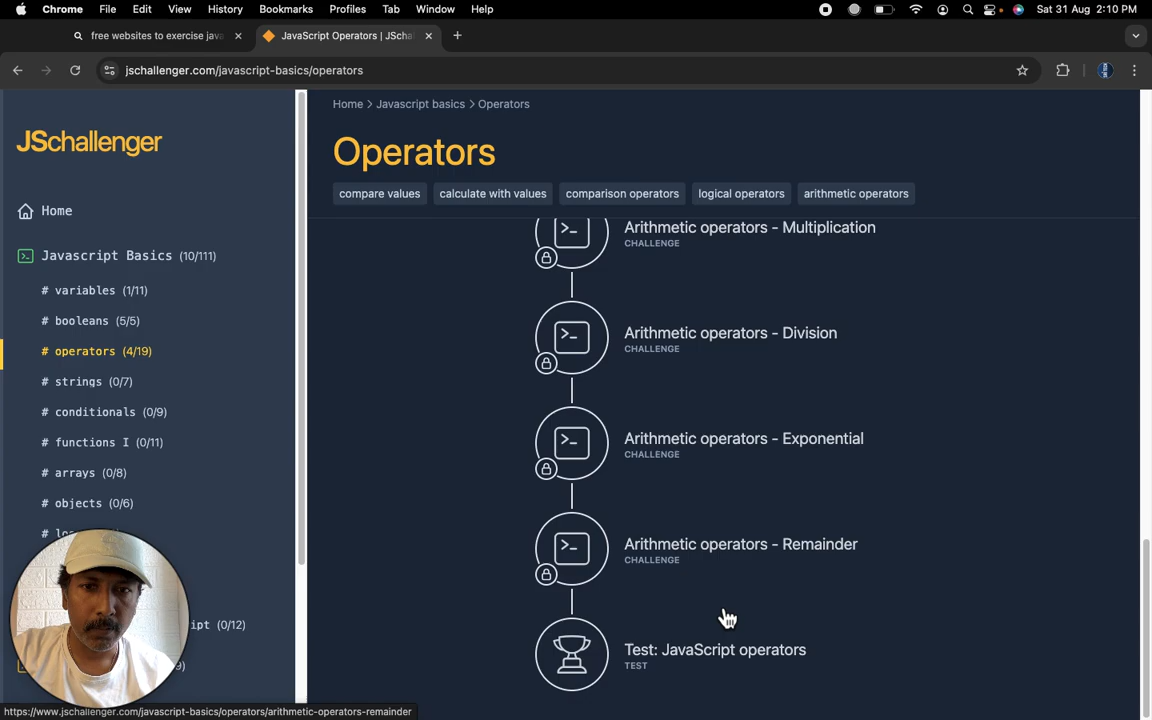 Chrome File Edit View History Bookmarks Profiles Tab Window Help Sat 31 Aug 2:10 PM
free websites to exercise java
JavaScript Operators | JSchal
jschallenger.com/javascript-basics/operators
JSchallenger
Home
Javascript Basics (10/111)
# variables (1/11)
# booleans (5/5)
# operators (4/19)
# strings (0/7)
# conditionals (0/9)
# functions I (0/11)
# arrays (0/8)
# objects (0/6)
# lo
ipt (0/12)
9)
Home > Javascript basics > Operators
Operators
compare values calculate with values comparison operators logical operators arithmetic operators
Arithmetic operators - Multiplication
CHALLENGE
Arithmetic operators - Division
CHALLENGE
Arithmetic operators - Exponential
CHALLENGE
Arithmetic operators - Remainder
CHALLENGE
Test: JavaScript operators
TEST
https://www.jschallenger.com/javascript-basics/operators/arithmetic-operators-remainder